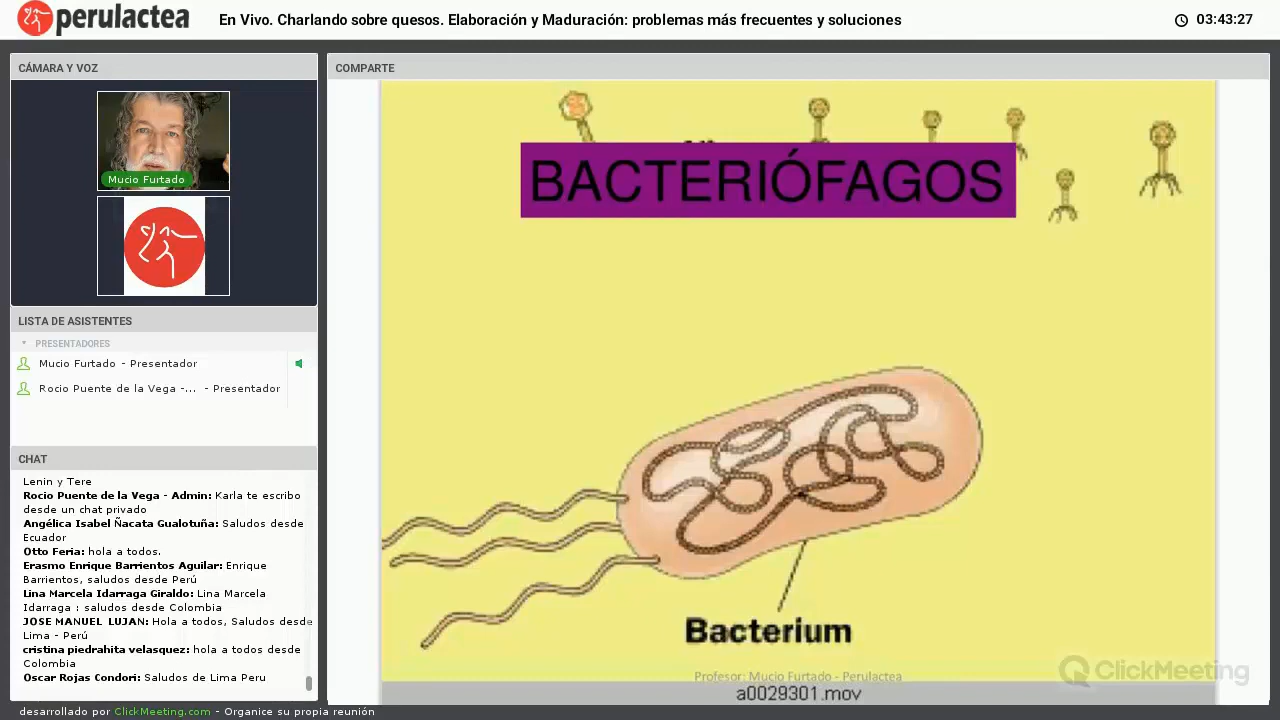 perulactea
En Vivo. Charlando sobre quesos. Elaboración y Maduración: problemas más frecuentes y soluciones
03:43:27
CÁMARA Y VOZ
Mucio Furtado
LISTA DE ASISTENTES
PRESENTADORES
Mucio Furtado - Presentador
Rocio Puente de la Vega -... - Presentador
CHAT
Lenin y Tere
Rocio Puente de la Vega - Admin: Karla te escribo
desde un chat privado
Angélica Isabel Ñacata Gualotuña: Saludos desde
Ecuador
Otto Feria: hola a todos.
Erasmo Enrique Barrientos Aguilar: Enrique
Barrientos, saludos desde Perú
Lina Marcela Idarraga Giraldo: Lina Marcela
Idarraga : saludos desde Colombia
JOSE MANUEL LUJAN: Hola a todos, Saludos desde
Lima - Perú
cristina piedrahita velasquez: hola a todos desde
Colombia
Oscar Rojas Condori: Saludos de Lima Peru
COMPARTE
BACTERIÓFAGOS
Bacterium
Profesor: Mucio Furtado - Perulactea
a0029301.mov
ClickMeeting
desarrollado por ClickMeeting.com - Organice su propia reunión